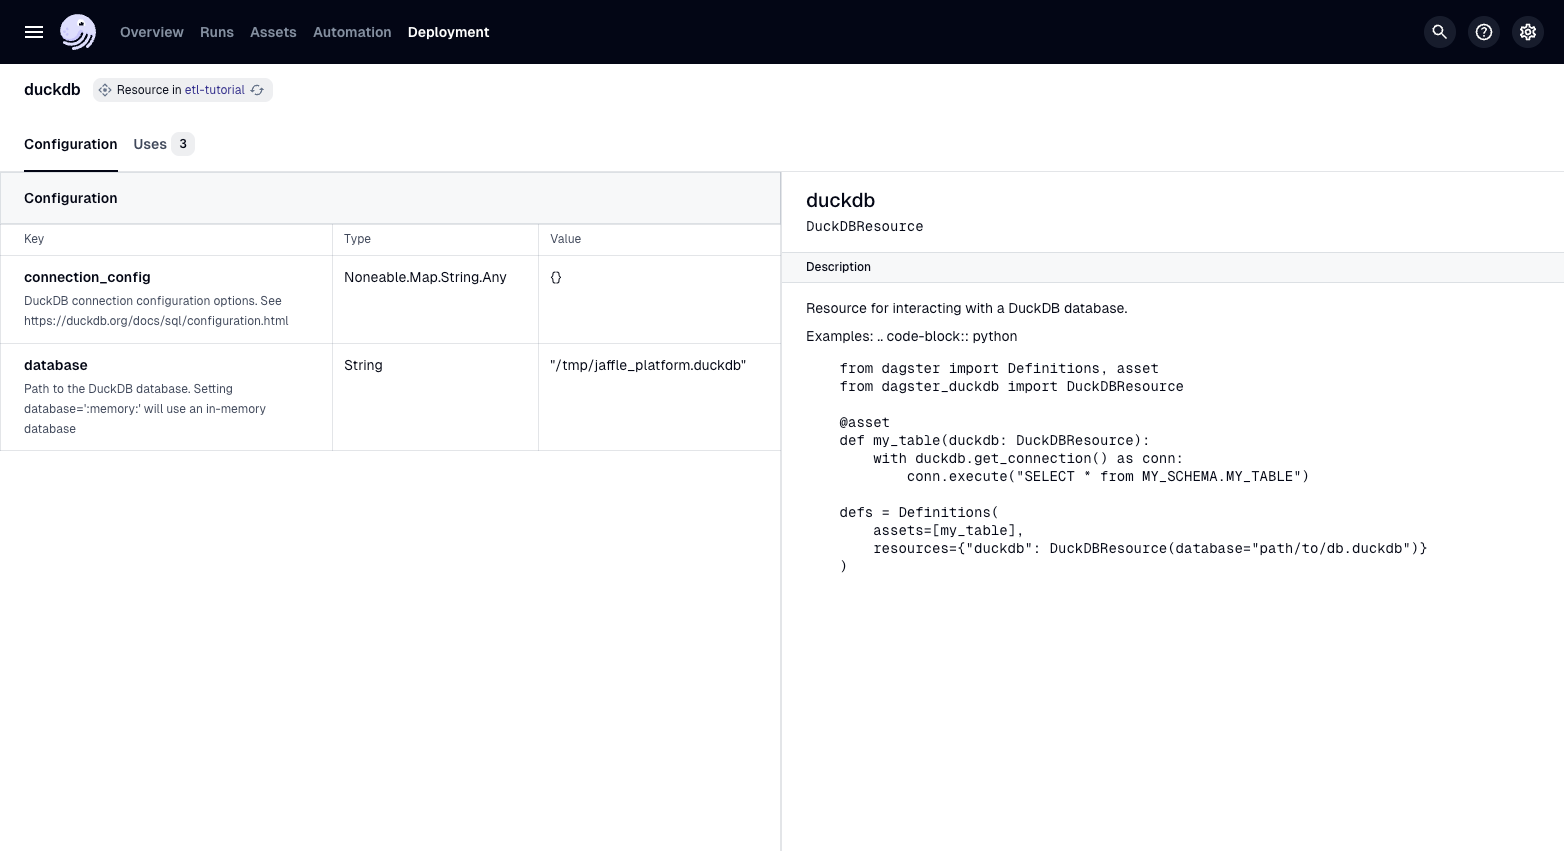 Overview Runs Assets Automation Deployment
duckdb Resource in etl-tutorial
Configuration Uses 3
Configuration
Key Type Value
connection_config Noneable.Map.String.Any {}
DuckDB connection configuration options. See
https://duckdb.org/docs/sql/configuration.html
database String "/tmp/jaffle_platform.duckdb"
Path to the DuckDB database. Setting
database=':memory:' will use an in-memory
database
duckdb
DuckDBResource
Description
Resource for interacting with a DuckDB database.
Examples: .. code-block:: python
from dagster import Definitions, asset
from dagster_duckdb import DuckDBResource
@asset
def my_table(duckdb: DuckDBResource):
    with duckdb.get_connection() as conn:
        conn.execute("SELECT * from MY_SCHEMA.MY_TABLE")
defs = Definitions(
    assets=[my_table],
    resources={"duckdb": DuckDBResource(database="path/to/db.duckdb")}
)